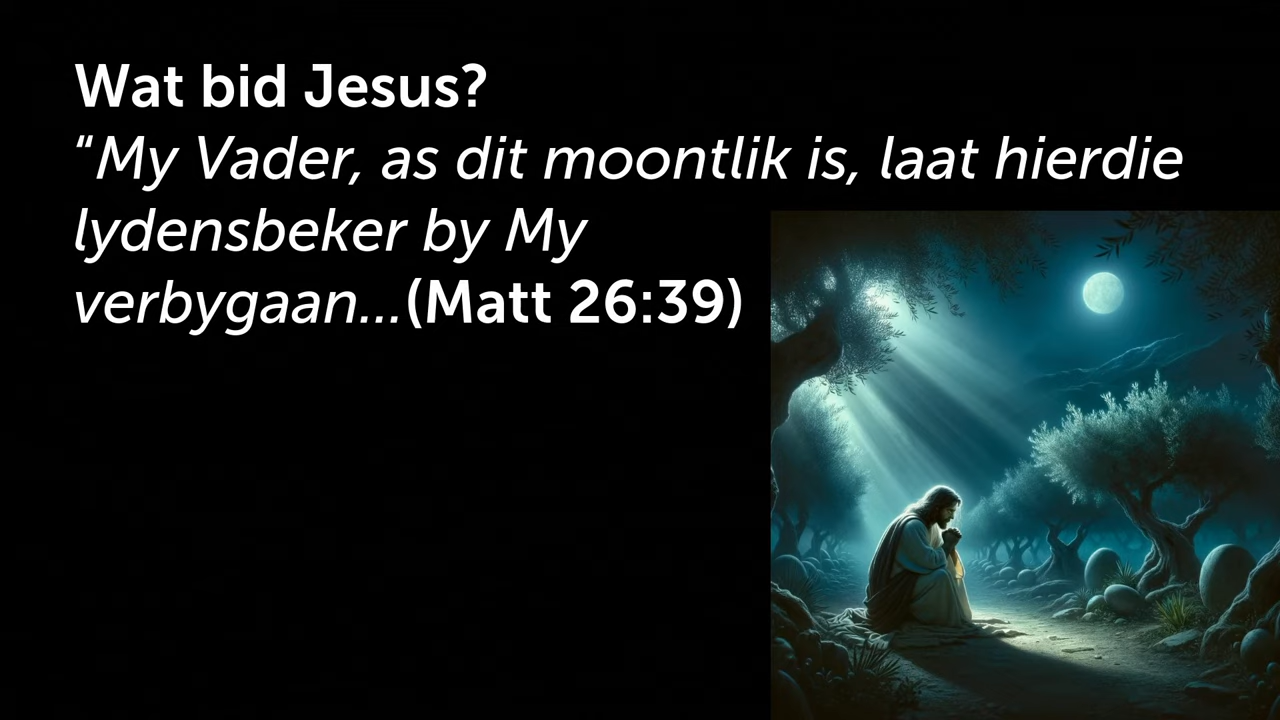 Wat bid Jesus?
“My Vader, as dit moontlik is, laat hierdie
lydensbeker by My
verbygaan...(Matt 26:39)